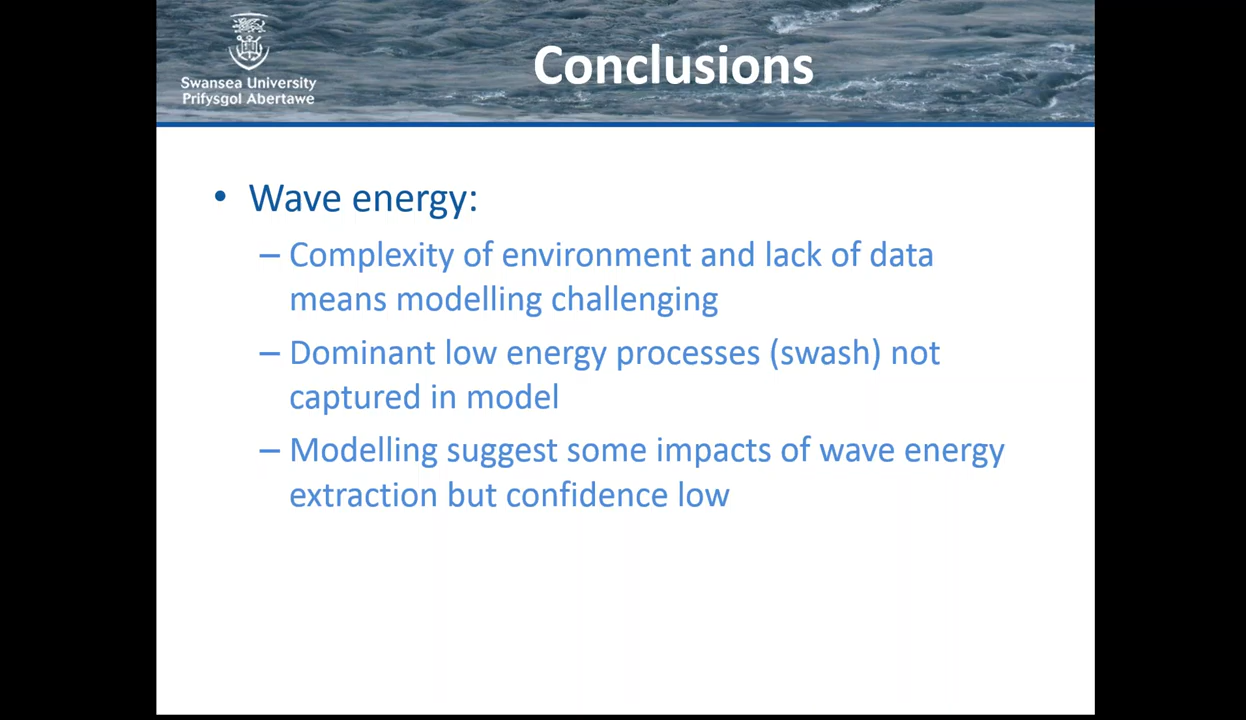 Swansea University
Prifysgol Abertawe
Conclusions
• Wave energy:
– Complexity of environment and lack of data
means modelling challenging
– Dominant low energy processes (swash) not
captured in model
– Modelling suggest some impacts of wave energy
extraction but confidence low